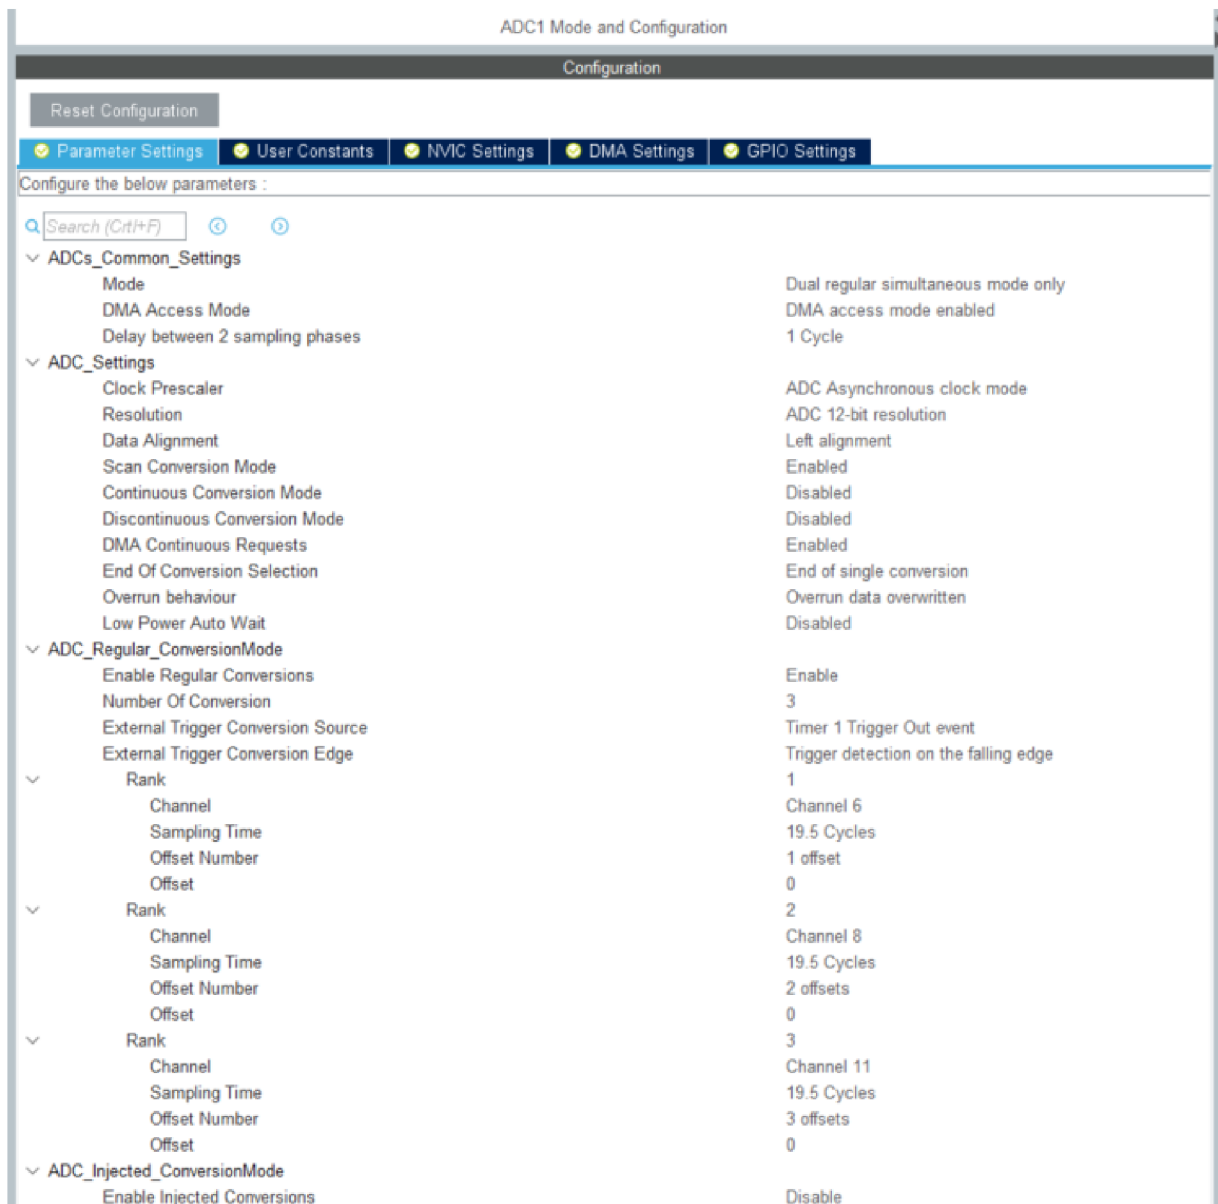 ADC1 Mode and Configuration
Configuration
Reset Configuration
Parameter Settings User Constants NVIC Settings DMA Settings GPIO Settings
Configure the below parameters :
Search (Crtl+F)
ADCs_Common_Settings
Mode Dual regular simultaneous mode only
DMA Access Mode DMA access mode enabled
Delay between 2 sampling phases 1 Cycle
ADC_Settings
Clock Prescaler ADC Asynchronous clock mode
Resolution ADC 12-bit resolution
Data Alignment Left alignment
Scan Conversion Mode Enabled
Continuous Conversion Mode Disabled
Discontinuous Conversion Mode Disabled
DMA Continuous Requests Enabled
End Of Conversion Selection End of single conversion
Overrun behaviour Overrun data overwritten
Low Power Auto Wait Disabled
ADC_Regular_ConversionMode
Enable Regular Conversions Enable
Number Of Conversion 3
External Trigger Conversion Source Timer 1 Trigger Out event
External Trigger Conversion Edge Trigger detection on the falling edge
Rank 1
Channel Channel 6
Sampling Time 19.5 Cycles
Offset Number 1 offset
Offset 0
Rank 2
Channel Channel 8
Sampling Time 19.5 Cycles
Offset Number 2 offsets
Offset 0
Rank 3
Channel Channel 11
Sampling Time 19.5 Cycles
Offset Number 3 offsets
Offset 0
ADC_Injected_ConversionMode
Enable Injected Conversions Disable